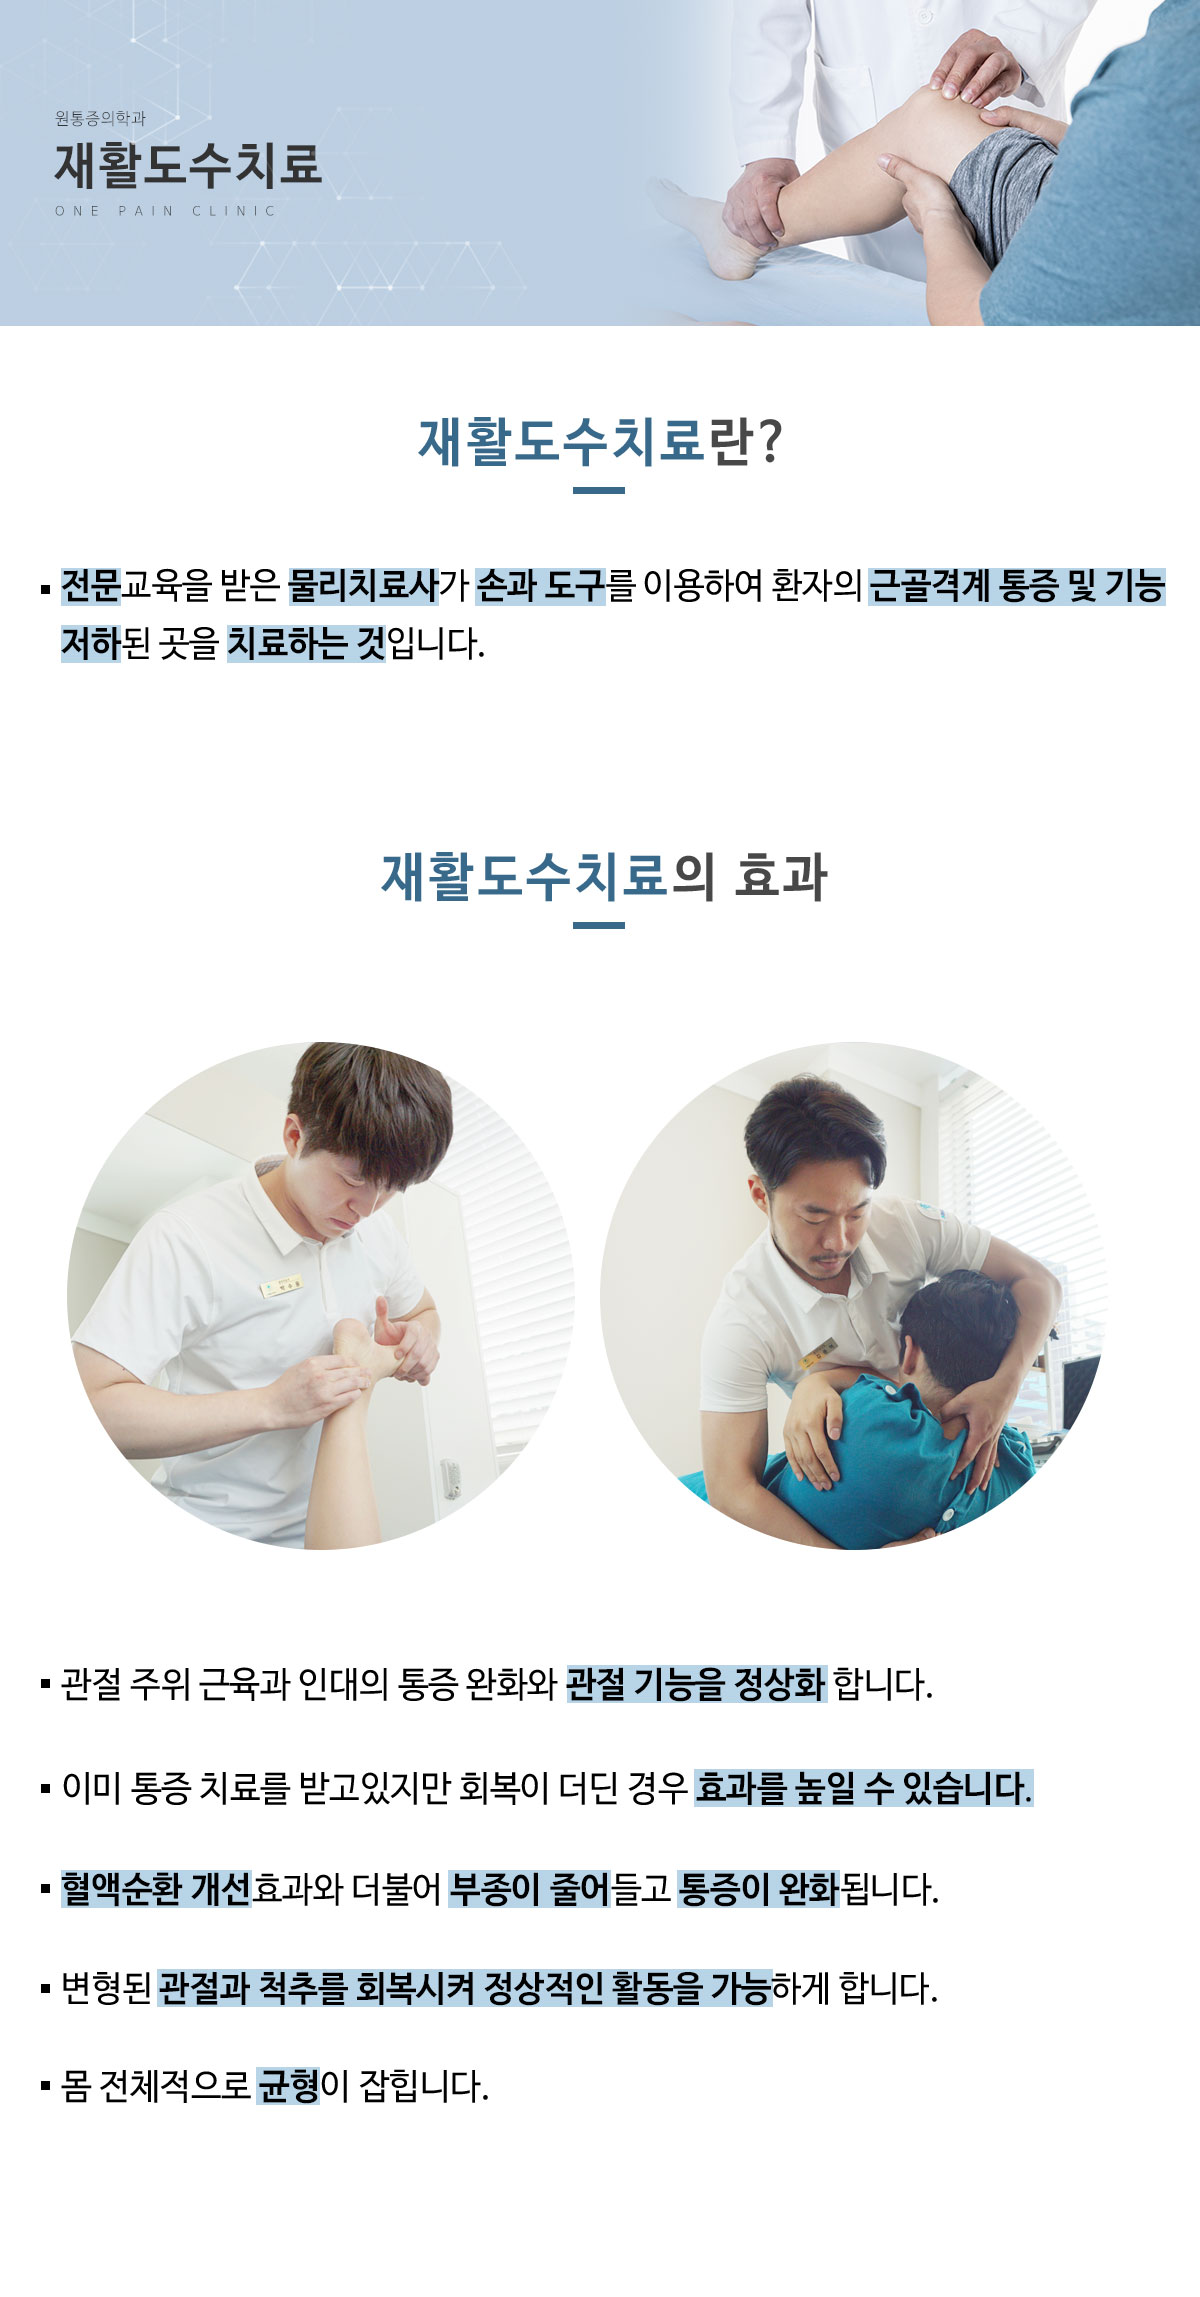 원통증의학과
재활도수치료
ONE PAIN CLINIC
재활도수치료란?
▪ 전문교육을 받은 물리치료사가 손과 도구를 이용하여 환자의 근골격계 통증 및 기능
저하된 곳을 치료하는 것입니다.
재활도수치료의 효과
▪ 관절 주위 근육과 인대의 통증 완화와 관절 기능을 정상화 합니다.
▪ 이미 통증 치료를 받고있지만 회복이 더딘 경우 효과를 높일 수 있습니다.
▪ 혈액순환 개선효과와 더불어 부종이 줄어들고 통증이 완화됩니다.
▪ 변형된 관절과 척추를 회복시켜 정상적인 활동을 가능하게 합니다.
▪ 몸 전체적으로 균형이 잡힙니다.